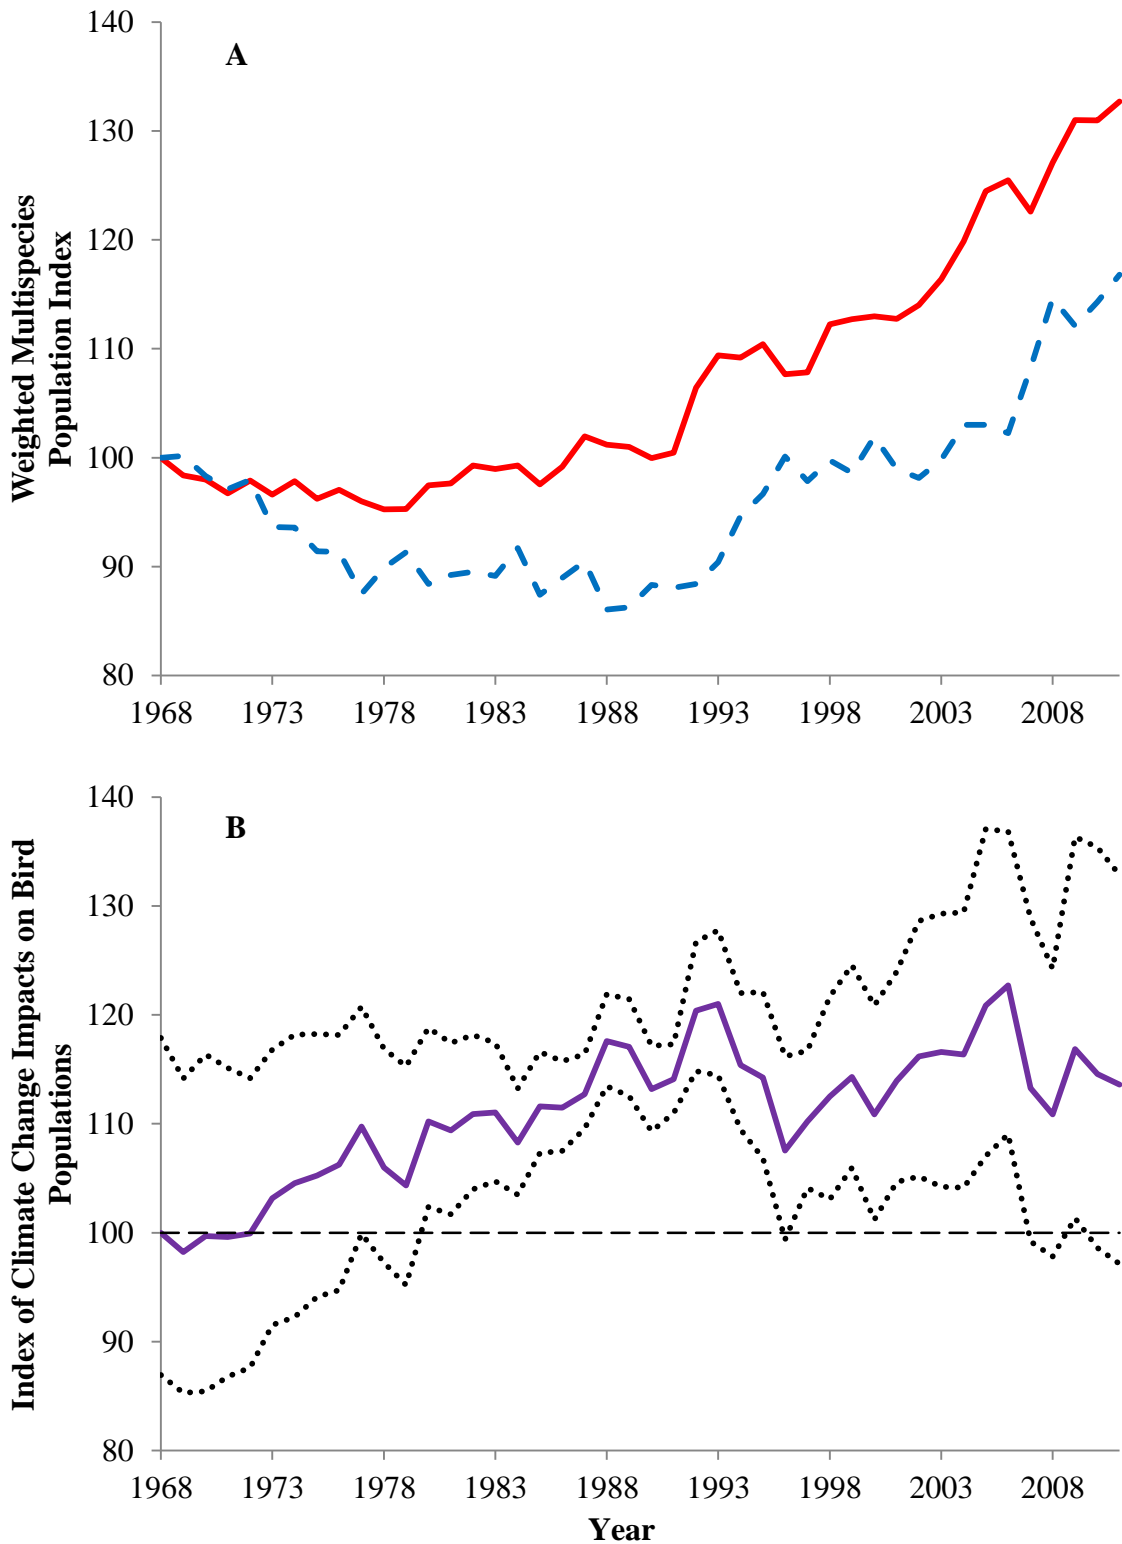 140
A
130
120
110
100
90
80
Weighted Multispecies
Population Index
1968 1973 1978 1983 1988 1993 1998 2003 2008
140
B
130
120
110
100
90
80
Index of Climate Change Impacts on Bird
Populations
1968 1973 1978 1983 1988 1993 1998 2003 2008
Year